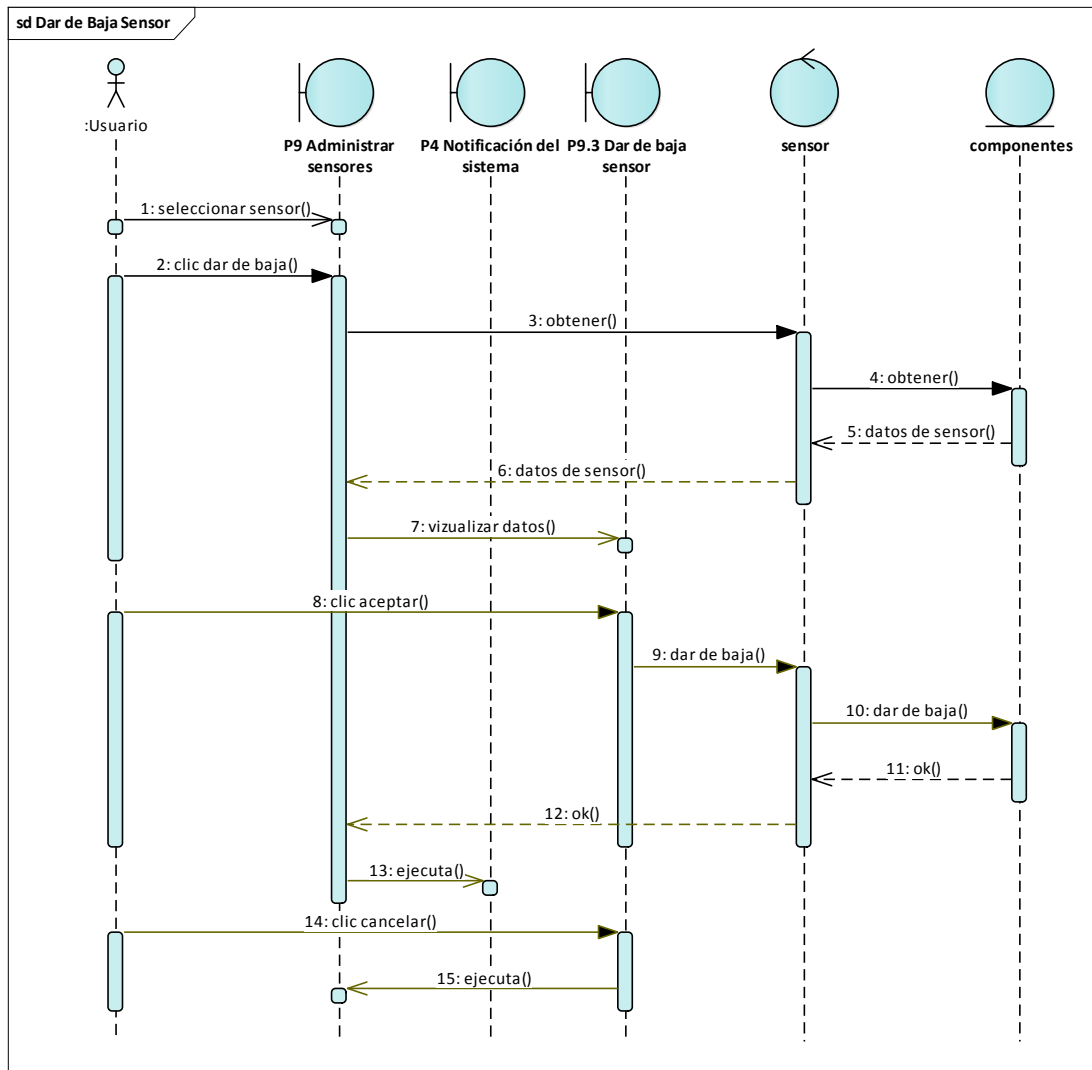 sd Dar de Baja Sensor
:Usuario
P9 Administrar
sensores
P4 Notificación del
sistema
P9.3 Dar de baja
sensor
sensor
componentes
1: seleccionar sensor()
2: clic dar de baja()
3: obtener()
4: obtener()
5: datos de sensor()
6: datos de sensor()
7: vizualizar datos()
8: clic aceptar()
9: dar de baja()
10: dar de baja()
11: ok()
12: ok()
13: ejecuta()
14: clic cancelar()
15: ejecuta()